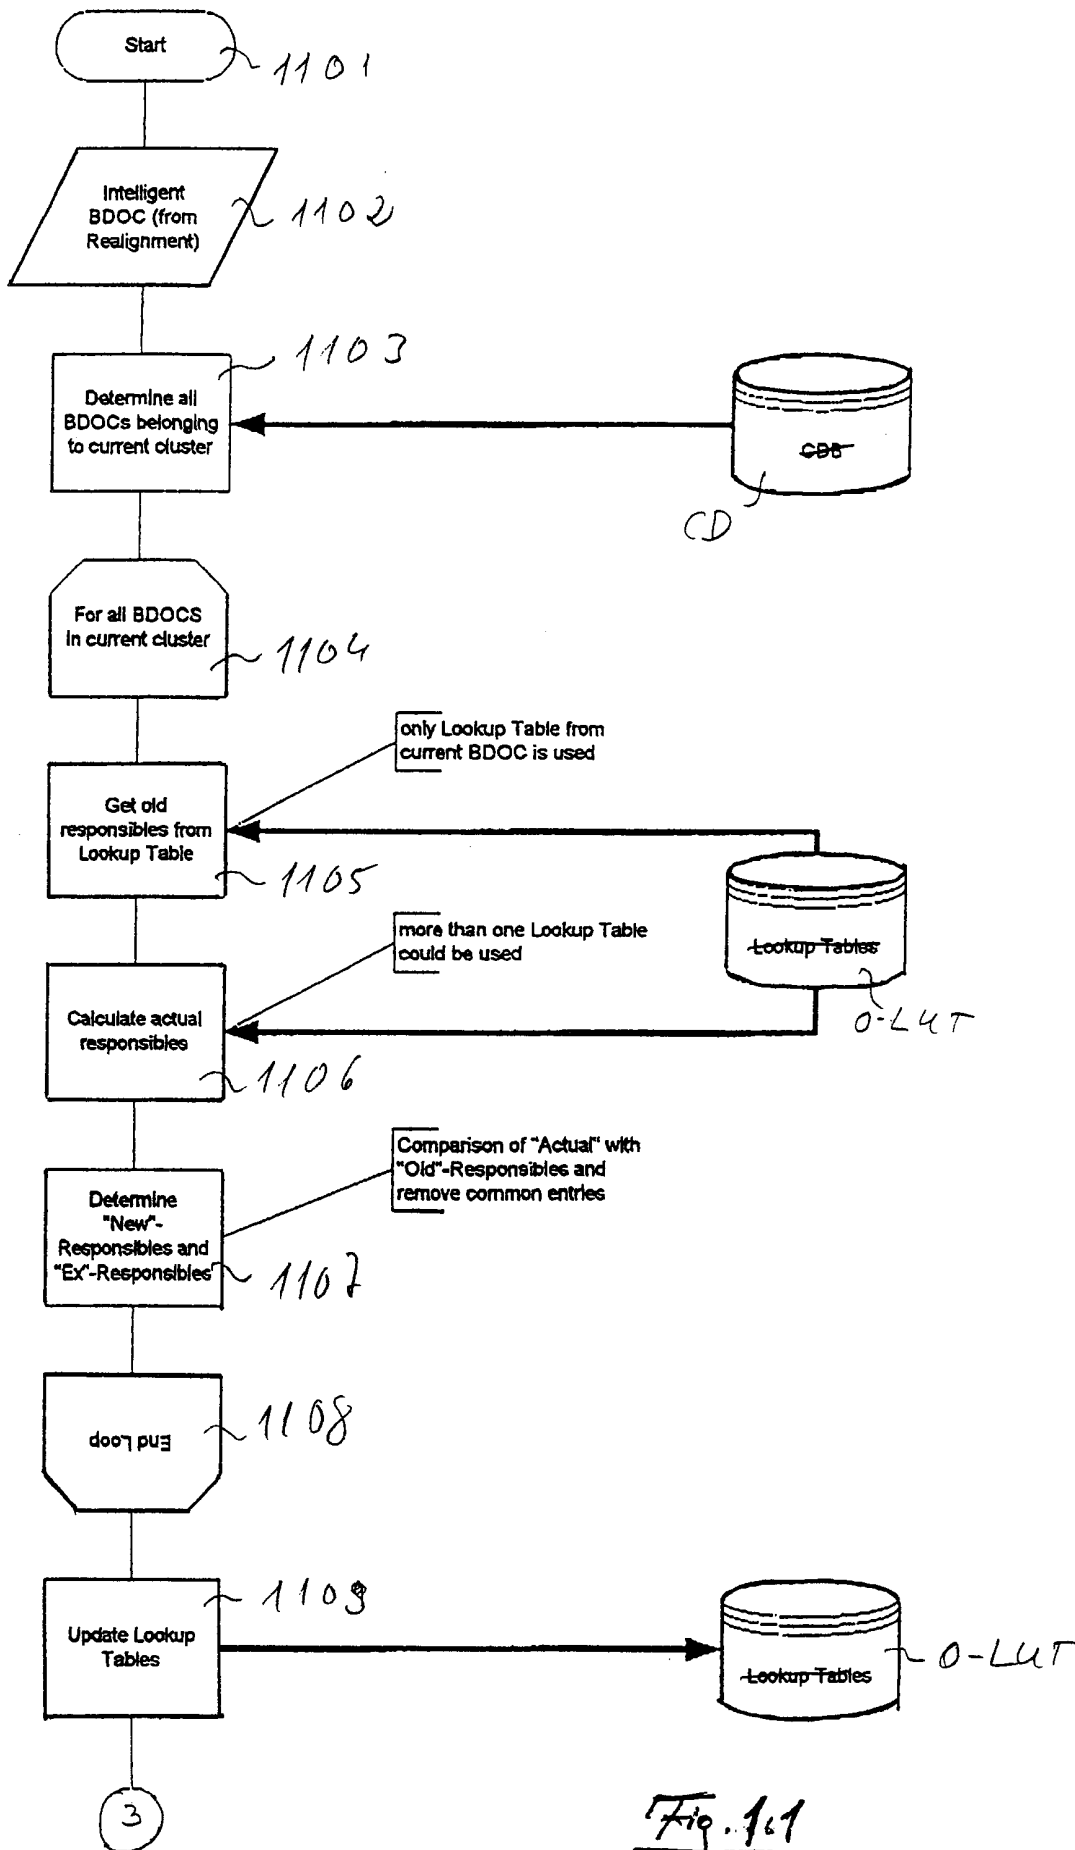 Start
1101
Intelligent
BDOC (from
Realignment)
1102
1103
Determine all
BDOCs belonging
to current cluster
CDB
CD
For all BDOCS
in current cluster
1104
only Lookup Table from
current BDOC is used
Get old
responsibles from
Lookup Table
1105
more than one Lookup Table
could be used
Lookup Tables
O-LUT
Calculate actual
responsibles
1106
Comparison of "Actual" with
"Old"-Responsibles and
remove common entries
Determine
"New"-
Responsibles and
"Ex"-Responsibles
1107
End Loop
1108
1109
Update Lookup
Tables
Lookup Tables
O-LUT
3
Fig. 11